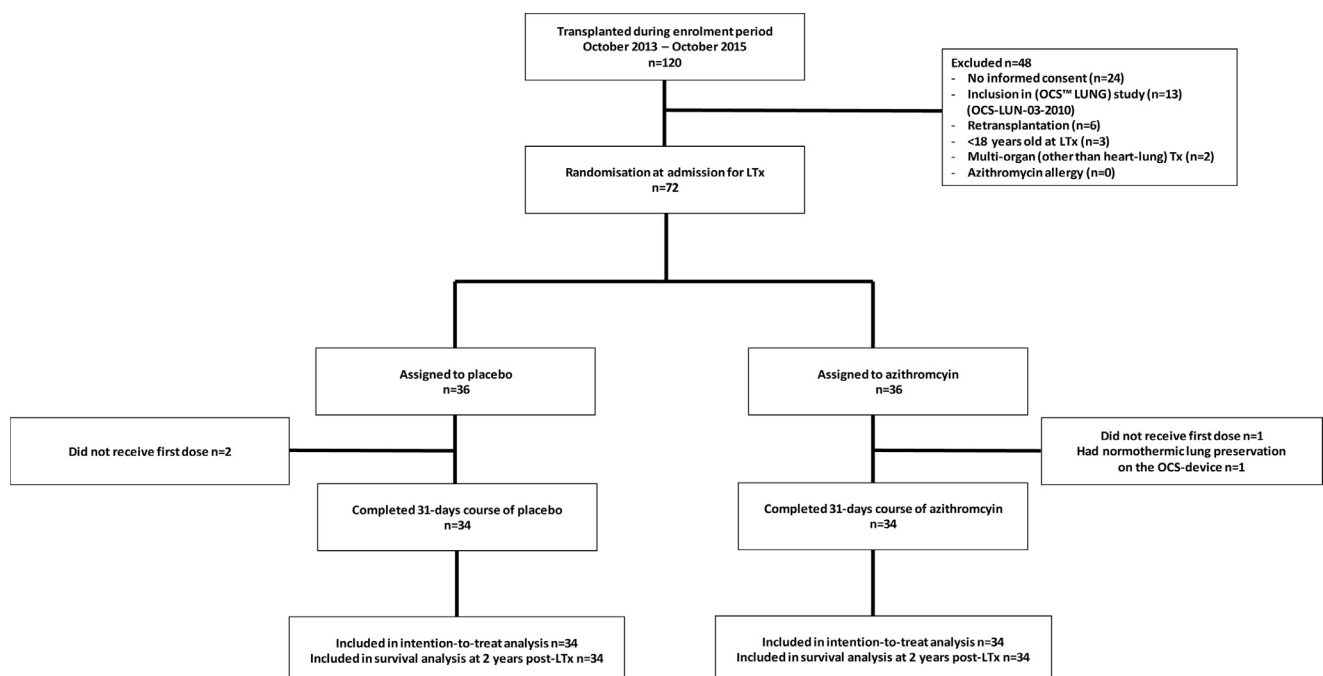 Transplanted during enrolment period
October 2013 – October 2015
n=120
Excluded n=48
- No informed consent (n=24)
- Inclusion in (OCS™ LUNG) study (n=13)
(OCS-LUN-03-2010)
- Retransplantation (n=6)
- <18 years old at LTx (n=3)
- Multi-organ (other than heart-lung) Tx (n=2)
- Azithromycin allergy (n=0)
Randomisation at admission for LTx
n=72
Assigned to placebo
n=36
Assigned to azithromcyin
n=36
Did not receive first dose n=2
Did not receive first dose n=1
Had normothermic lung preservation
on the OCS-device n=1
Completed 31-days course of placebo
n=34
Completed 31-days course of azithromcyin
n=34
Included in intention-to-treat analysis n=34
Included in survival analysis at 2 years post-LTx n=34
Included in intention-to-treat analysis n=34
Included in survival analysis at 2 years post-LTx n=34